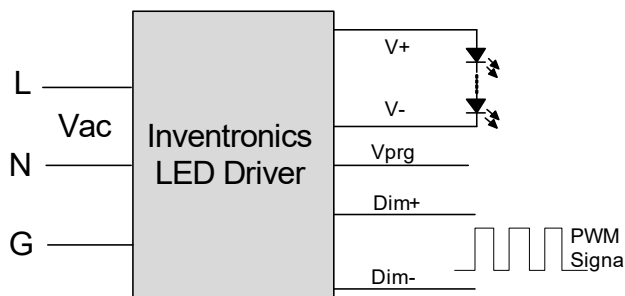 L
Vac
N
G
Inventronics
LED Driver
V+
V-
Vprg
Dim+
Dim-
PWM
Signa